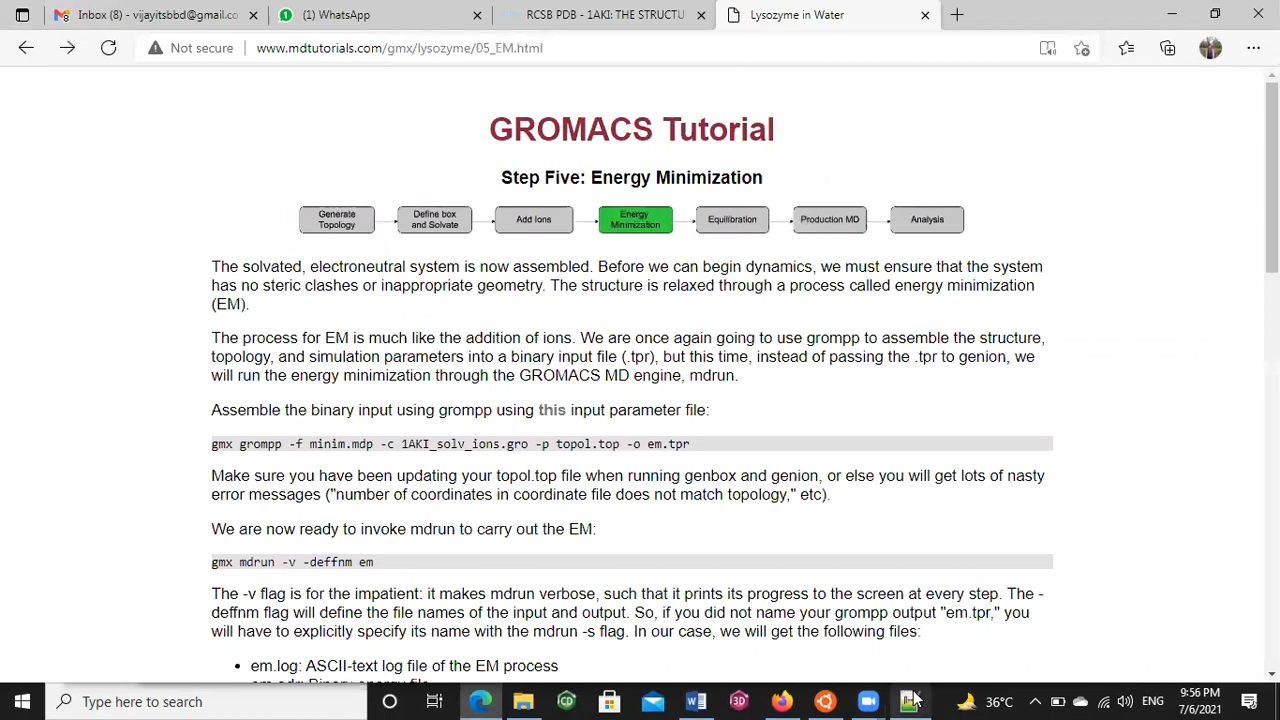 Inbox (8) - vijayitsbbd@gmail.cc
(1) WhatsApp
RCSB PDB - 1AKI: THE STRUCTU
Lysozyme in Water
Not secure
www.mdtutorials.com/gmx/lysozyme/05_EM.html
GROMACS Tutorial
Step Five: Energy Minimization
Generate Topology
Define box and Solvate
Add Ions
Energy Minimization
Equilibration
Production MD
Analysis
The solvated, electroneutral system is now assembled. Before we can begin dynamics, we must ensure that the system
has no steric clashes or inappropriate geometry. The structure is relaxed through a process called energy minimization
(EM).
The process for EM is much like the addition of ions. We are once again going to use grompp to assemble the structure,
topology, and simulation parameters into a binary input file (.tpr), but this time, instead of passing the .tpr to genion, we
will run the energy minimization through the GROMACS MD engine, mdrun.
Assemble the binary input using grompp using this input parameter file:
gmx grompp -f minim.mdp -c 1AKI_solv_ions.gro -p topol.top -o em.tpr
Make sure you have been updating your topol.top file when running genbox and genion, or else you will get lots of nasty
error messages ("number of coordinates in coordinate file does not match topology," etc).
We are now ready to invoke mdrun to carry out the EM:
gmx mdrun -v -deffnm em
The -v flag is for the impatient: it makes mdrun verbose, such that it prints its progress to the screen at every step. The -
deffnm flag will define the file names of the input and output. So, if you did not name your grompp output "em.tpr," you
will have to explicitly specify its name with the mdrun -s flag. In our case, we will get the following files:
• em.log: ASCII-text log file of the EM process
Type here to search
36°C
ENG
9:56 PM
7/6/2021